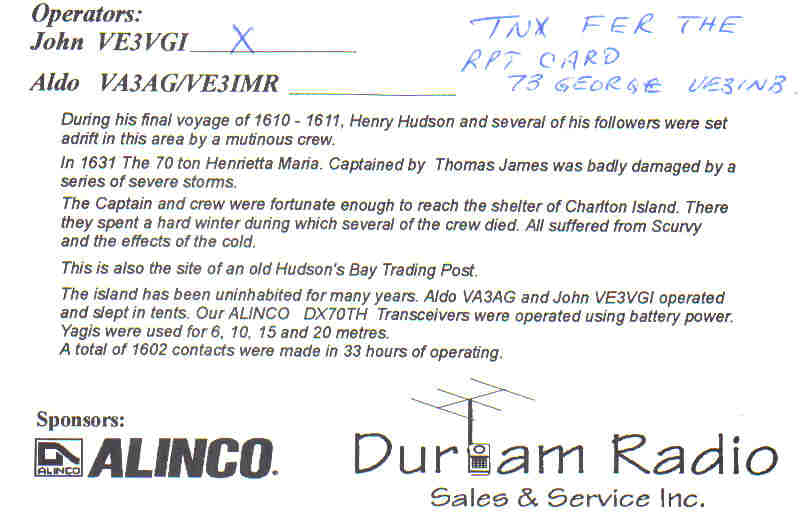 Operators:
John VE3VGI X
Aldo VA3AG/VE3IMR
TNX FER THE
RPT CARD
73 GEORGE VE3INB.
During his final voyage of 1610 - 1611, Henry Hudson and several of his followers were set
adrift in this area by a mutinous crew.
In 1631 The 70 ton Henrietta Maria. Captained by Thomas James was badly damaged by a
series of severe storms.
The Captain and crew were fortunate enough to reach the shelter of Charlton Island. There
they spent a hard winter during which several of the crew died. All suffered from Scurvy
and the effects of the cold.
This is also the site of an old Hudson's Bay Trading Post.
The island has been uninhabited for many years. Aldo VA3AG and John VE3VGI operated
and slept in tents. Our ALINCO DX70TH Transceivers were operated using battery power.
Yagis were used for 6, 10, 15 and 20 metres.
A total of 1602 contacts were made in 33 hours of operating.
Sponsors:
ALINCO
ALINCO.
Durham Radio
Sales & Service Inc.